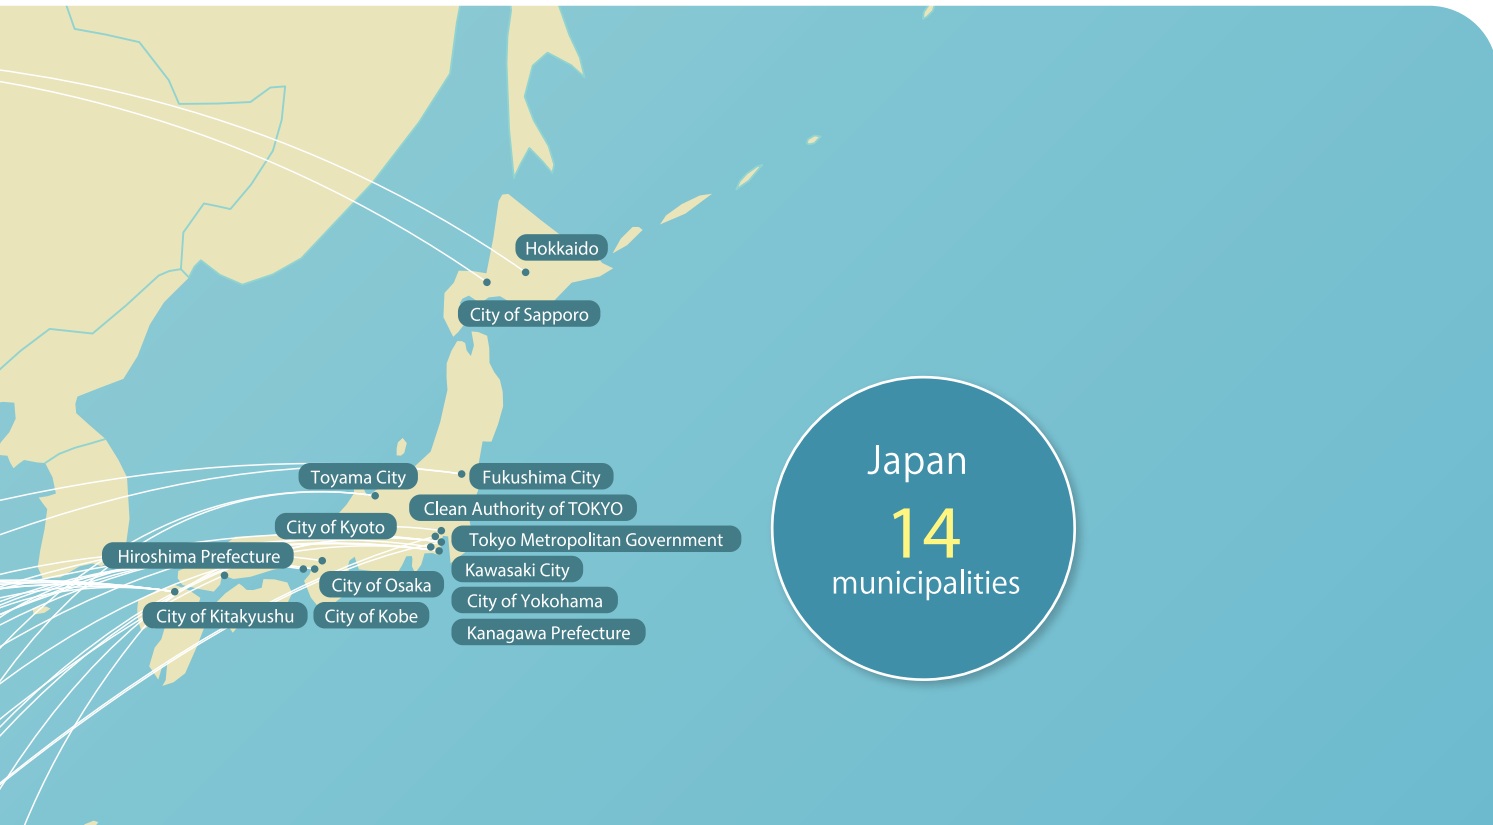 Hokkaido
City of Sapporo
Toyama City
Fukushima City
Clean Authority of TOKYO
City of Kyoto
Tokyo Metropolitan Government
Hiroshima Prefecture
Kawasaki City
City of Osaka
City of Yokohama
City of Kitakyushu
City of Kobe
Kanagawa Prefecture
Japan
14
municipalities